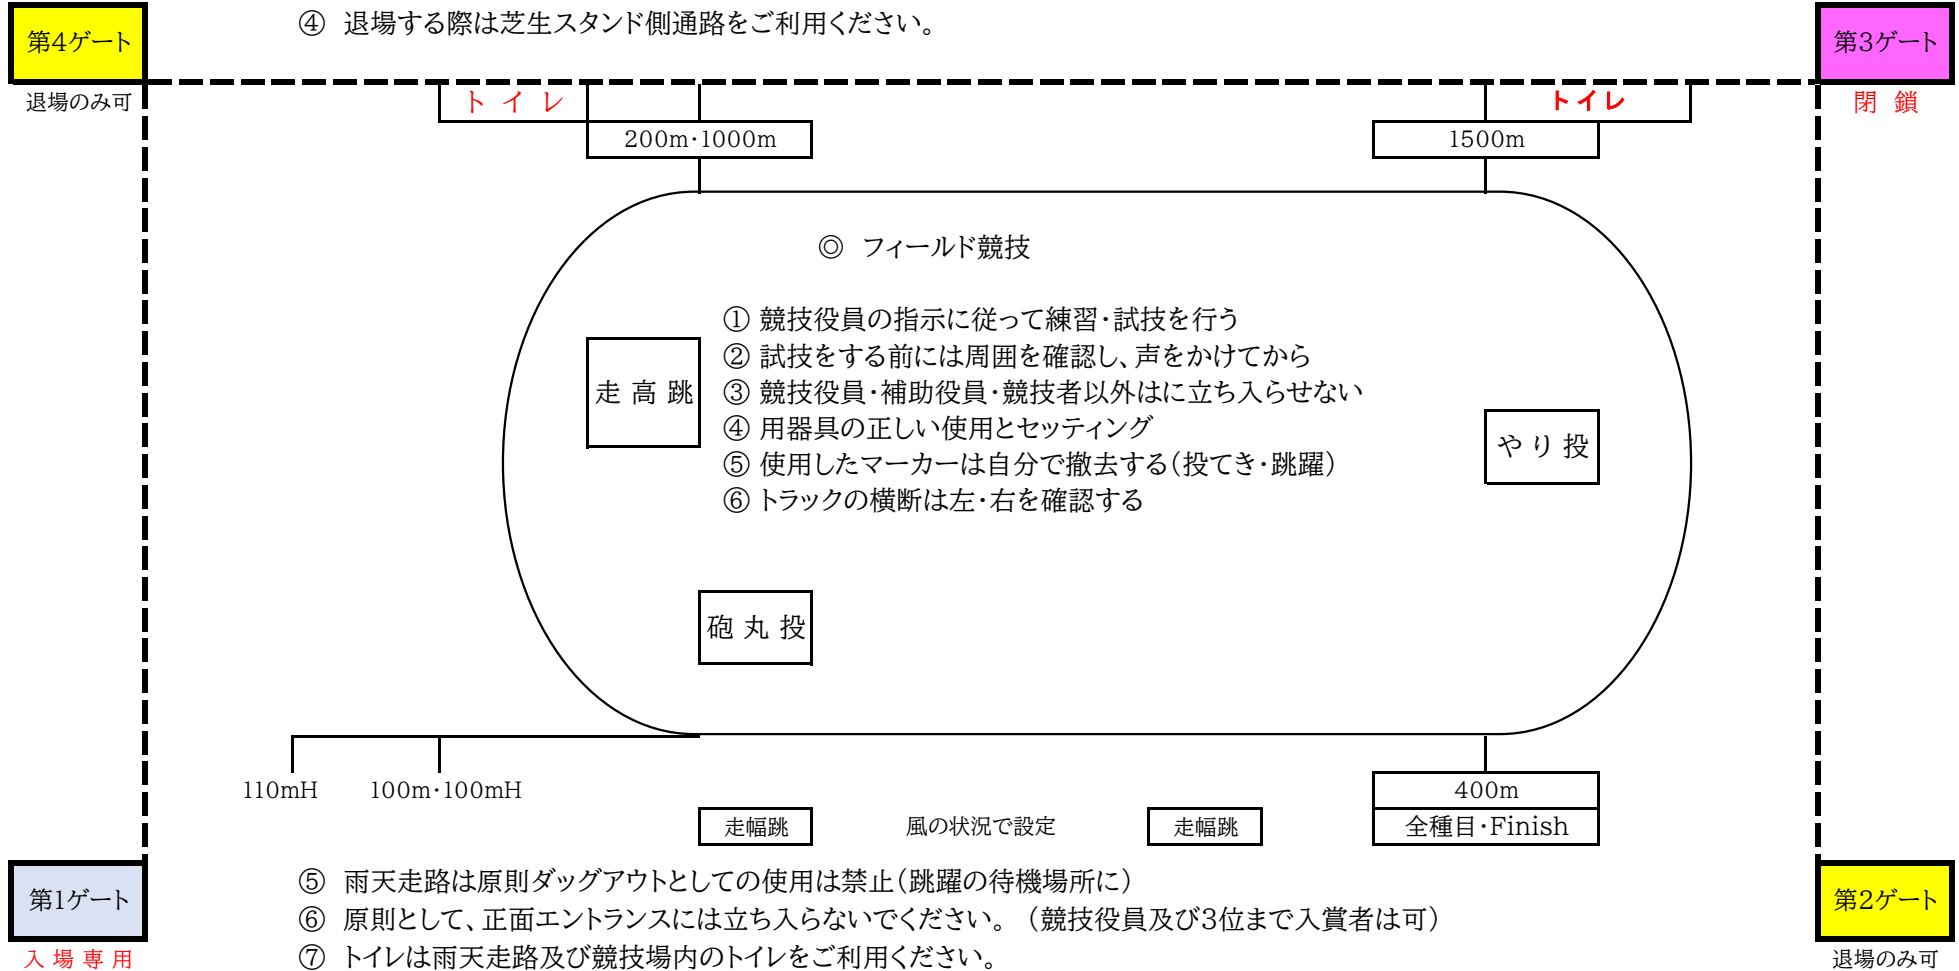 ④ 退場する際は芝生スタンド側通路をご利用ください。
第4ゲート
第3ゲート
退場のみ可
トイレ
トイレ
閉鎖
200m・1000m
1500m
◎ フィールド競技
① 競技役員の指示に従って練習・試技を行う
② 試技をする前には周囲を確認し、声をかけてから
③ 競技役員・補助役員・競技者以外はに立ち入らせない
④ 用器具の正しい使用とセッティング
⑤ 使用したマーカーは自分で撤去する(投てき・跳躍)
⑥ トラックの横断は左・右を確認する
走高跳
やり投
砲丸投
110mH
100m・100mH
400m
走幅跳
風の状況で設定
走幅跳
全種目・Finish
⑤ 雨天走路は原則ダッグアウトとしての使用は禁止(跳躍の待機場所に)
第1ゲート
第2ゲート
⑥ 原則として、正面エントランスには立ち入らないでください。(競技役員及び3位まで入賞者は可)
入場専用
⑦ トイレは雨天走路及び競技場内のトイレをご利用ください。
退場のみ可